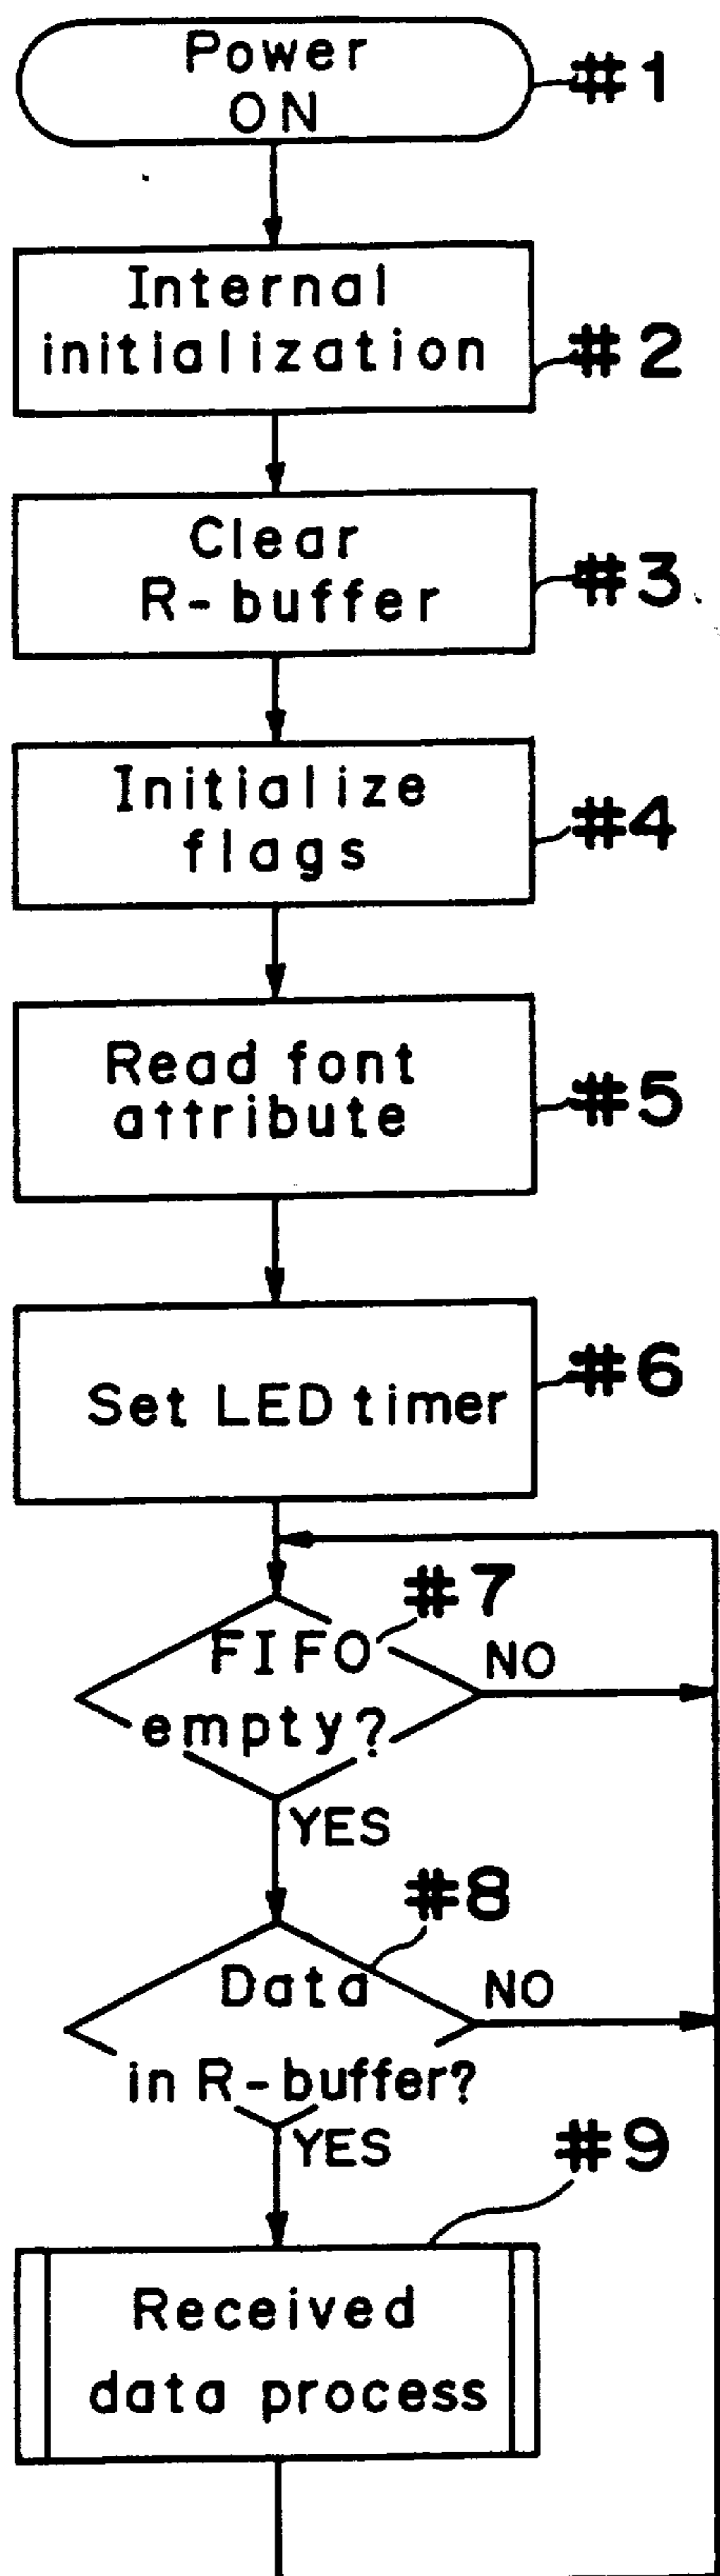 Power
ON
#1
Internal
initialization
#2
Clear
R-buffer
#3
Initialize
flags
#4
Read font
attribute
#5
Set LED timer
#6
#7
FIFO
empty?
NO
YES
#8
Data
in R-buffer?
NO
YES
#9
Received
data process